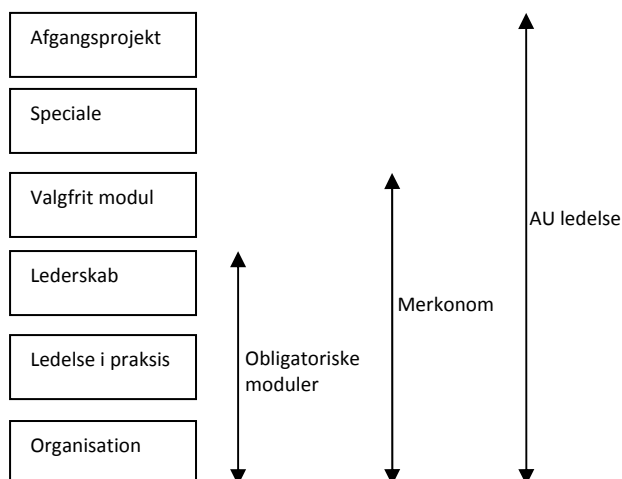 Afgangsprojekt
Speciale
Valgfrit modul
AU ledelse
Lederskab
Merkonom
Ledelse i praksis
Obligatoriske
moduler
Organisation